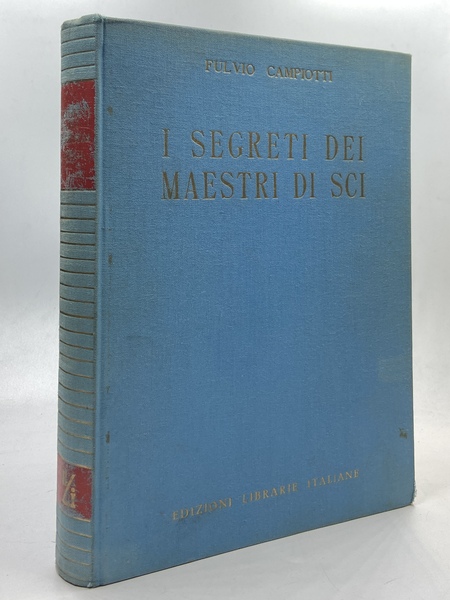 FULVIO CAMPIOTTI
I SEGRETI DEI
MAESTRI DI SCI
EDIZIONI LIBRARIE ITALIANE